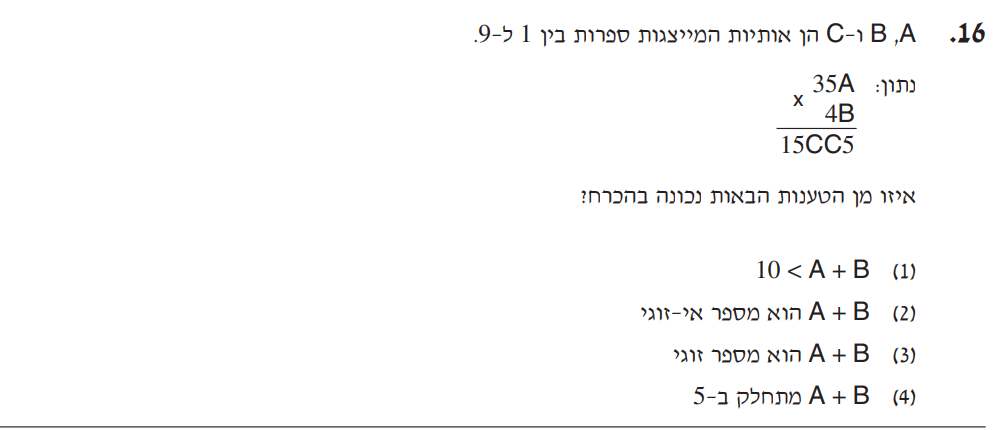 16. A, B ו-C הן אותיות המייצגות ספרות בין 1 ל-9.
נתון: 35A
x
4B
15CC5
איזו מן הטענות הבאות נכונה בהכרח?
(1) 10 < A + B
(2) A + B הוא מספר אי-זוגי
(3) A + B הוא מספר זוגי
(4) A + B מתחלק ב-5